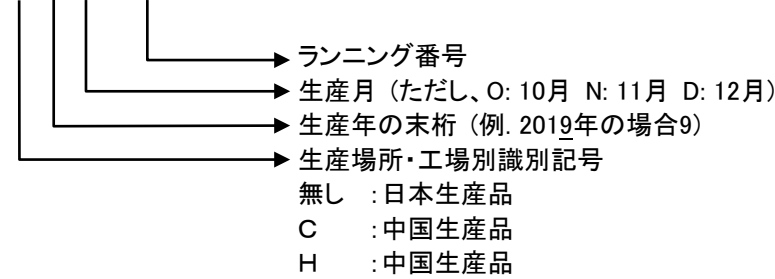 ランニング番号
生産月 (ただし、O: 10月 N: 11月 D: 12月)
生産年の末桁 (例. 2019年の場合9)
生産場所・工場別識別記号
無し :日本生産品
C :中国生産品
H :中国生産品